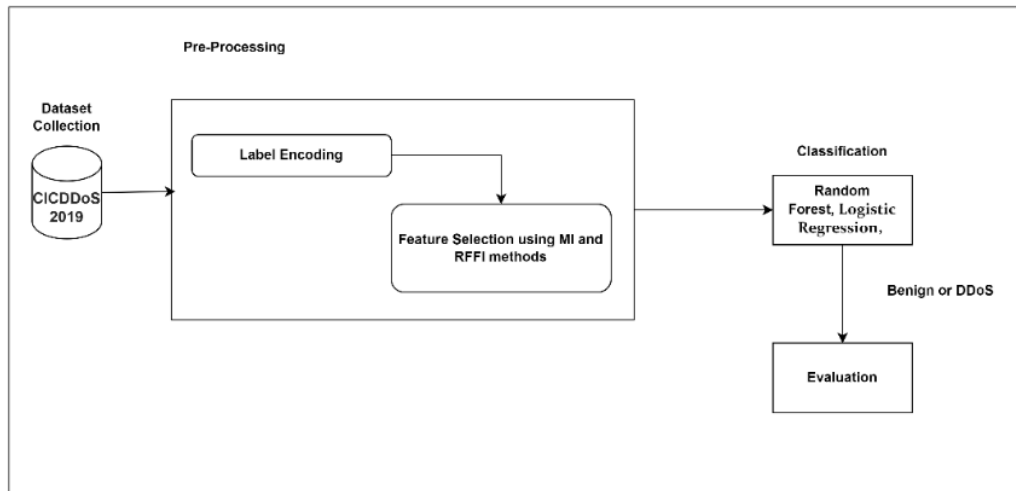 Pre-Processing
Dataset
Collection
CICDDoS
2019
Label Encoding
Feature Selection using MI and
RFFI methods
Classification
Random
Forest, Logistic
Regression,
Benign or DDoS
Evaluation